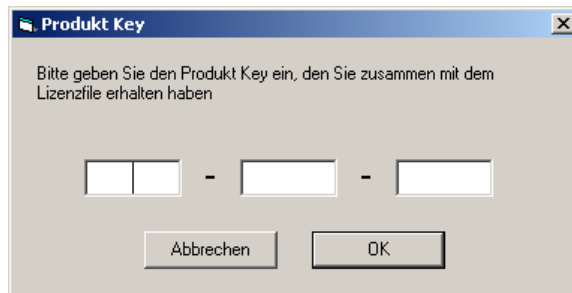 Produkt Key
Bitte geben Sie den Produkt Key ein, den Sie zusammen mit dem
Lizenzfile erhalten haben
- -
Abbrechen OK